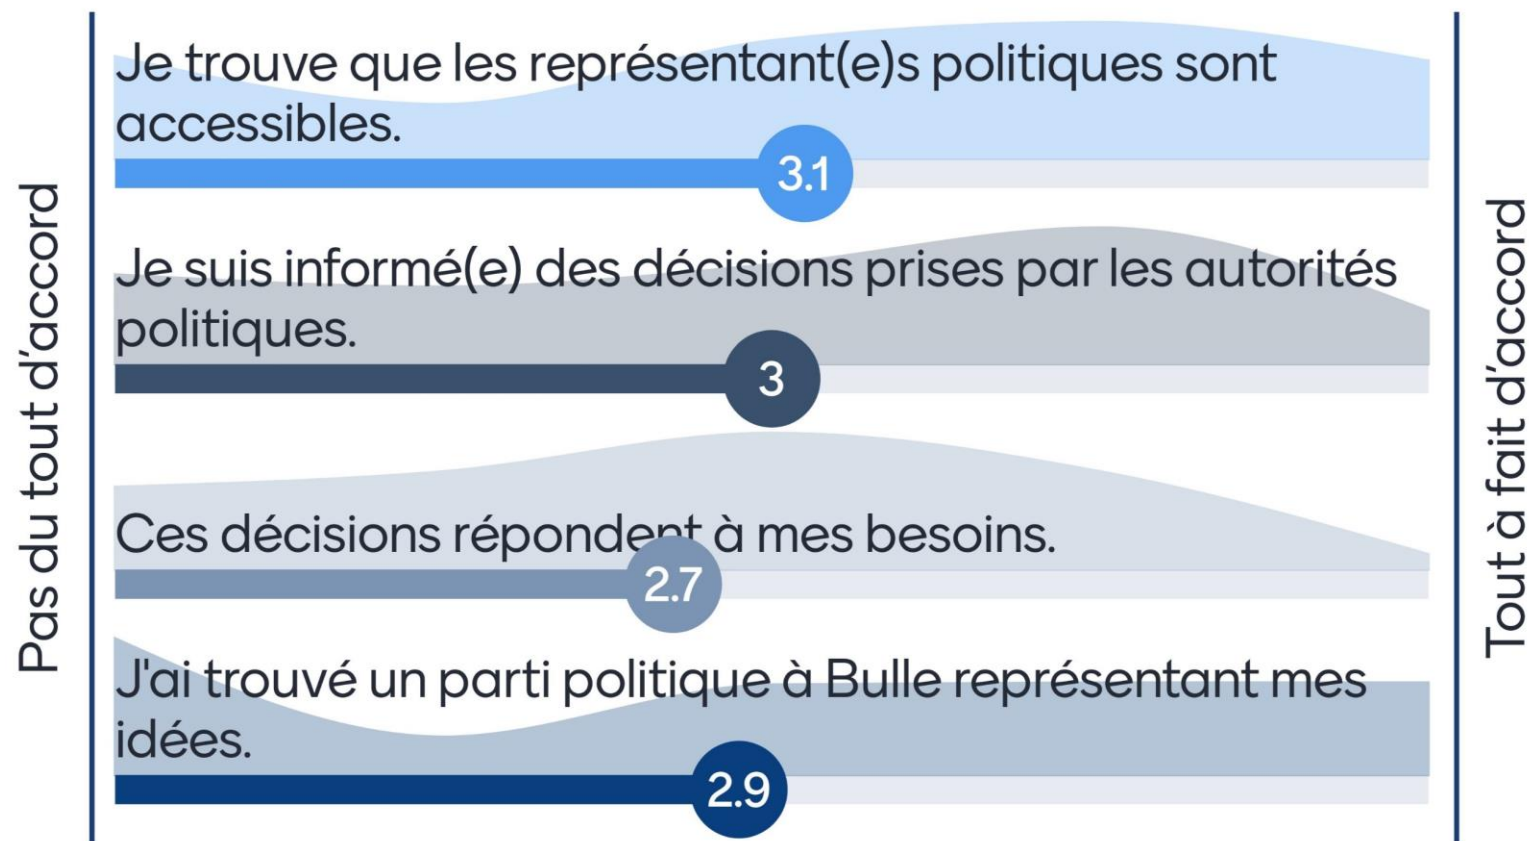 Pas du tout d'accord
Je trouve que les représentant(e)s politiques sont
accessibles.
3.1
Je suis informé(e) des décisions prises par les autorités
politiques.
3
Ces décisions répondent à mes besoins.
2.7
J'ai trouvé un parti politique à Bulle représentant mes
idées.
2.9
Tout à fait d'accord